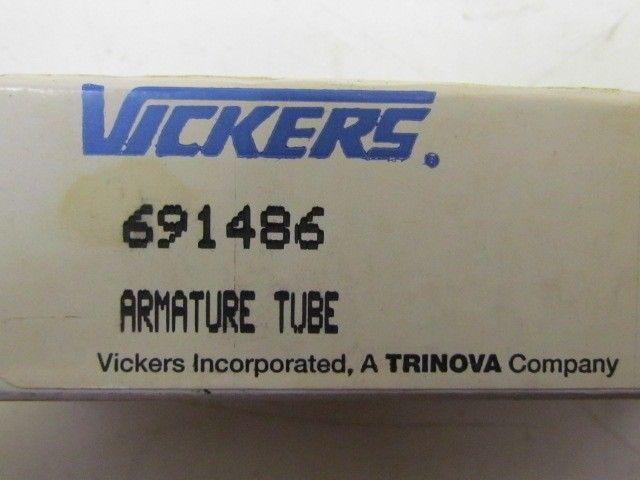 VICKERS®
691486
ARMATURE TUBE
Vickers Incorporated, A TRINOVA Company